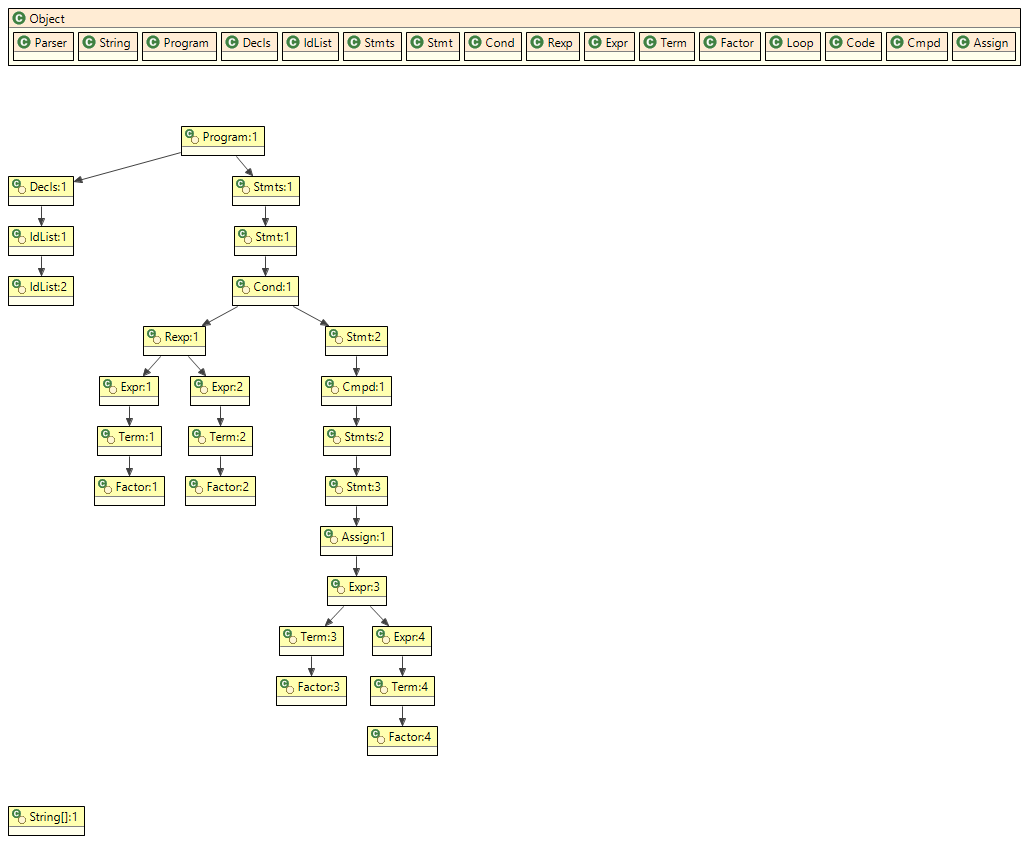 Object
Parser String Program Decls IdList Stmts Stmt Cond Rexp Expr Term Factor Loop Code Cmpd Assign
Program:1
Decls:1 Stmts:1
IdList:1 Stmt:1
IdList:2 Cond:1
Rexp:1 Stmt:2
Expr:1 Expr:2 Cmpd:1
Term:1 Term:2 Stmts:2
Factor:1 Factor:2 Stmt:3
Assign:1
Expr:3
Term:3 Expr:4
Factor:3 Term:4
Factor:4
String[]:1